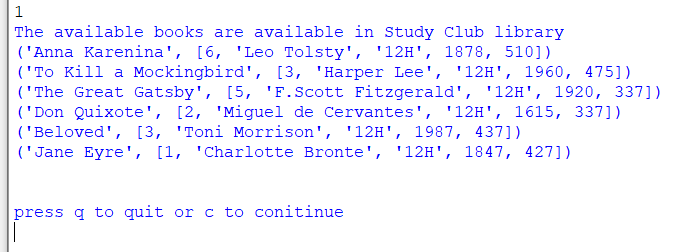 1
The available books are available in Study Club library
('Anna Karenina', [6, 'Leo Tolsty', '12H', 1878, 510])
('To Kill a Mockingbird', [3, 'Harper Lee', '12H', 1960, 475])
('The Great Gatsby', [5, 'F.Scott Fitzgerald', '12H', 1920, 337])
('Don Quixote', [2, 'Miguel de Cervantes', '12H', 1615, 337])
('Beloved', [3, 'Toni Morrison', '12H', 1987, 437])
('Jane Eyre', [1, 'Charlotte Bronte', '12H', 1847, 427])
press q to quit or c to conitinue